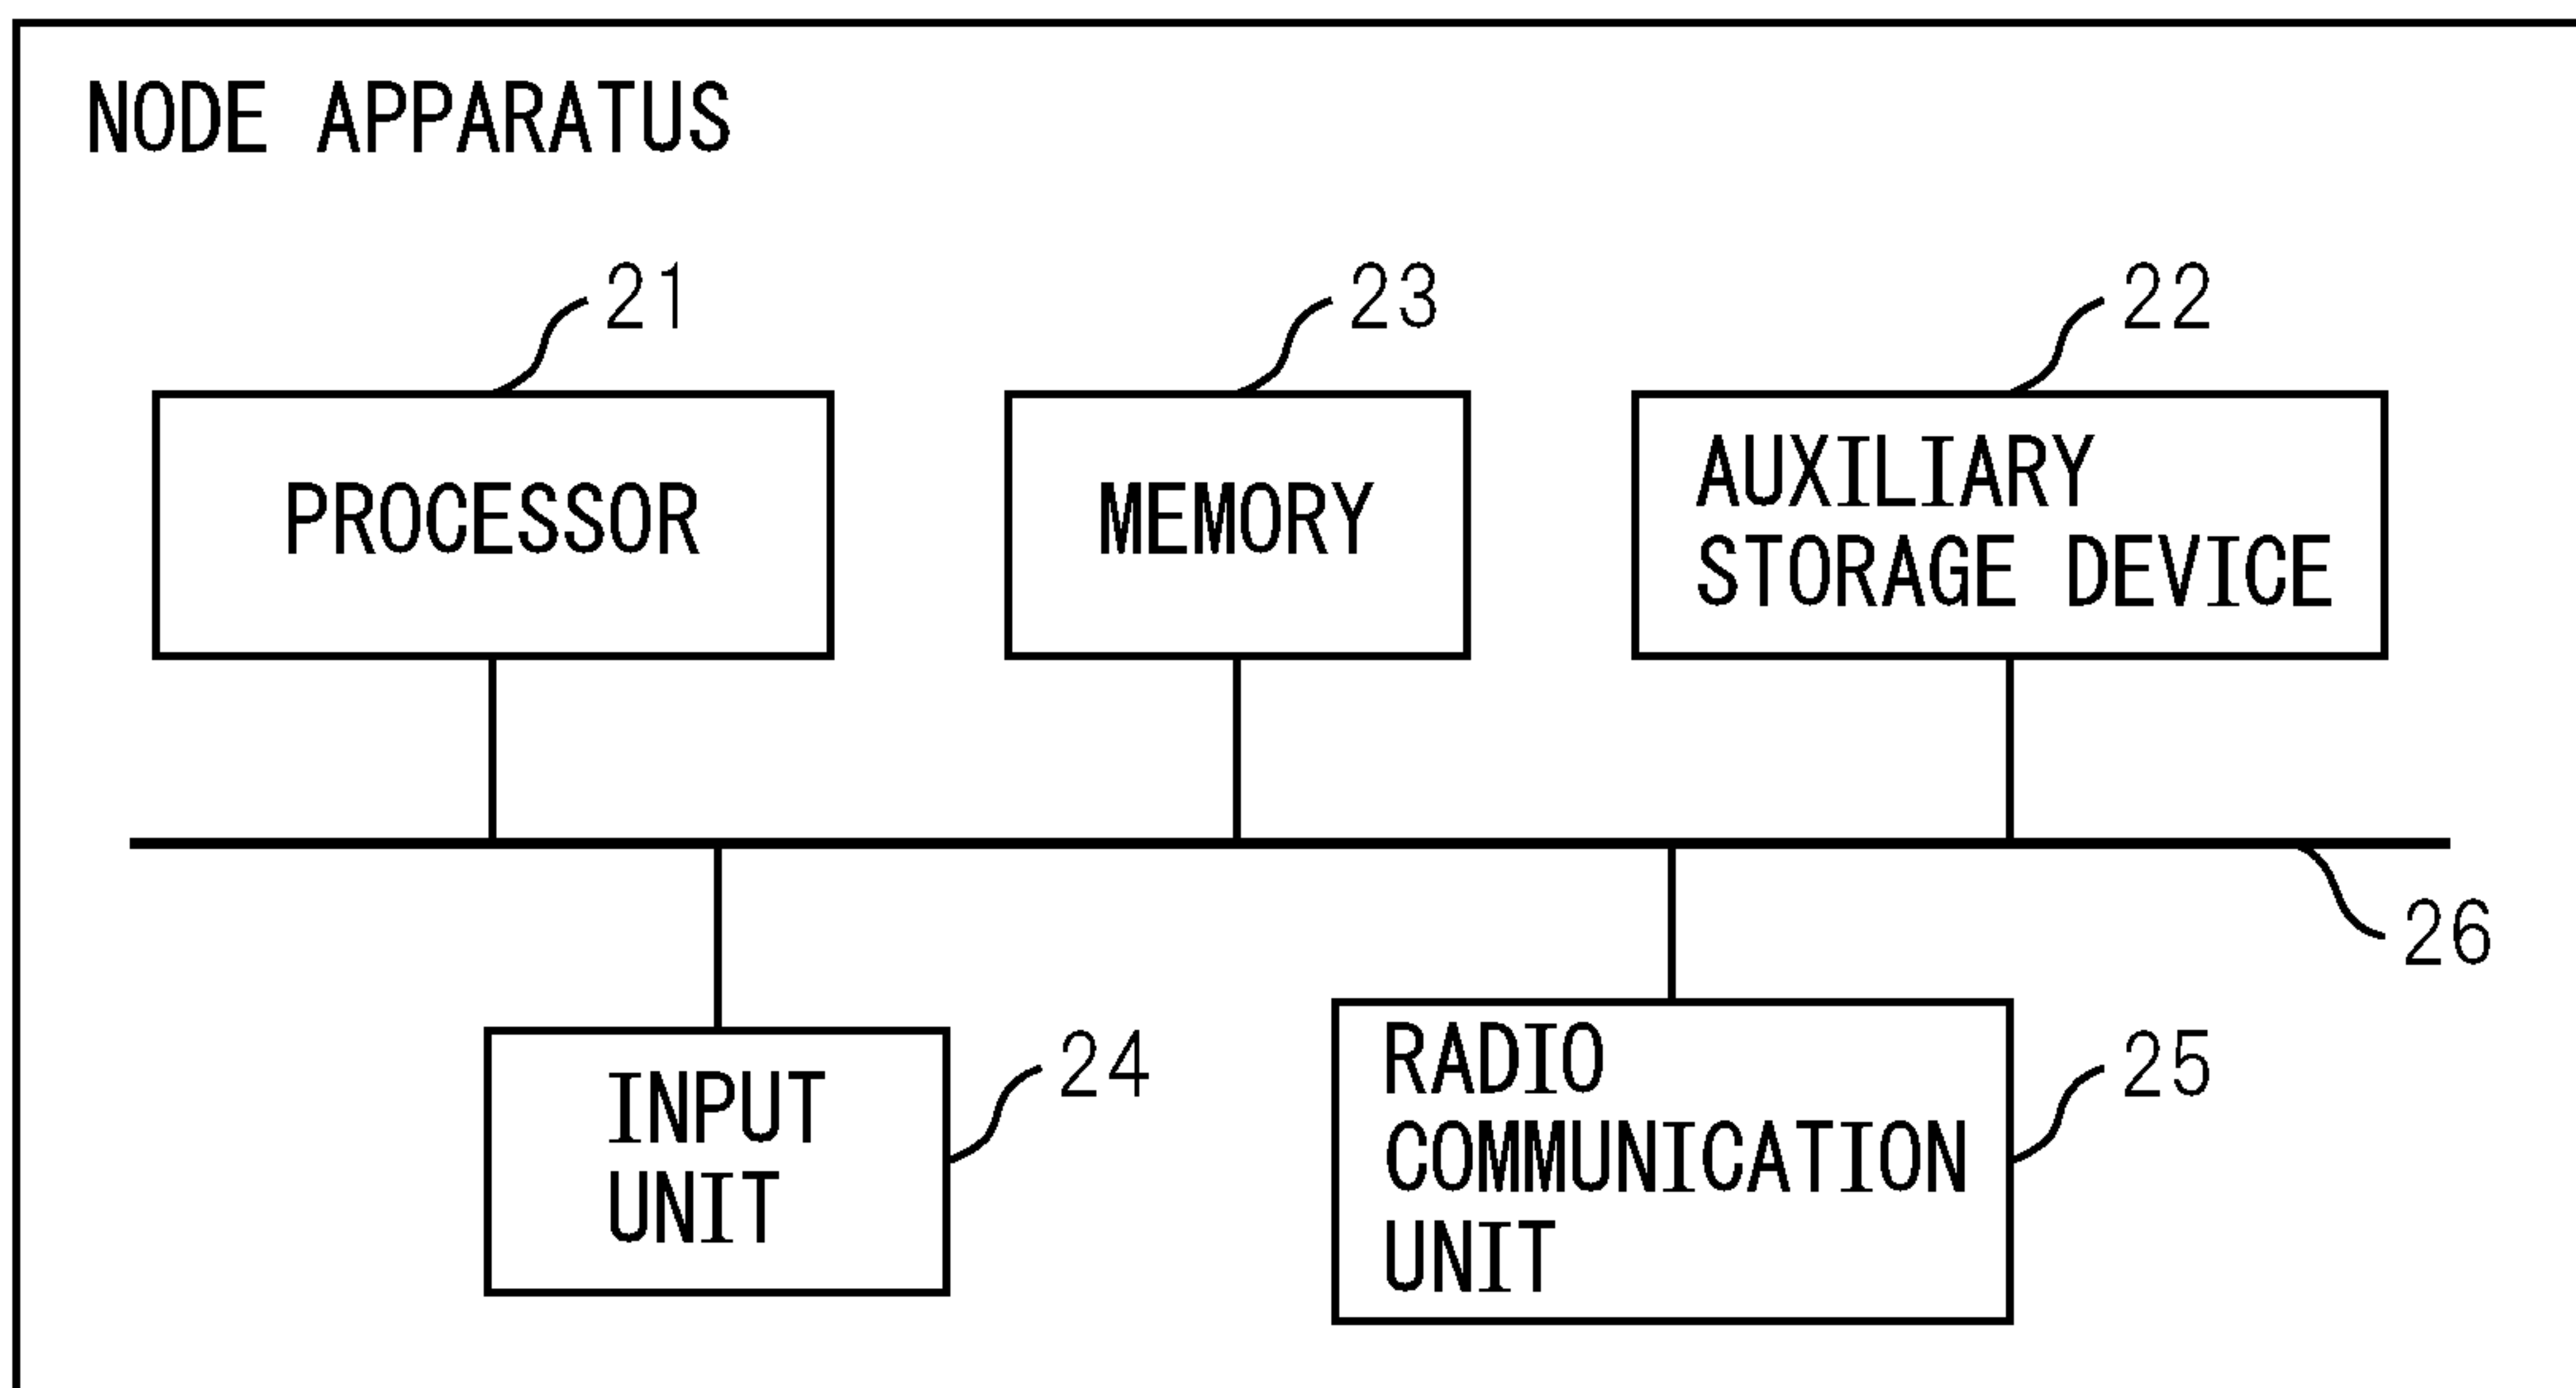 NODE APPARATUS
21
23
22
PROCESSOR
MEMORY
AUXILIARY
STORAGE DEVICE
26
24
25
INPUT
UNIT
RADIO
COMMUNICATION
UNIT